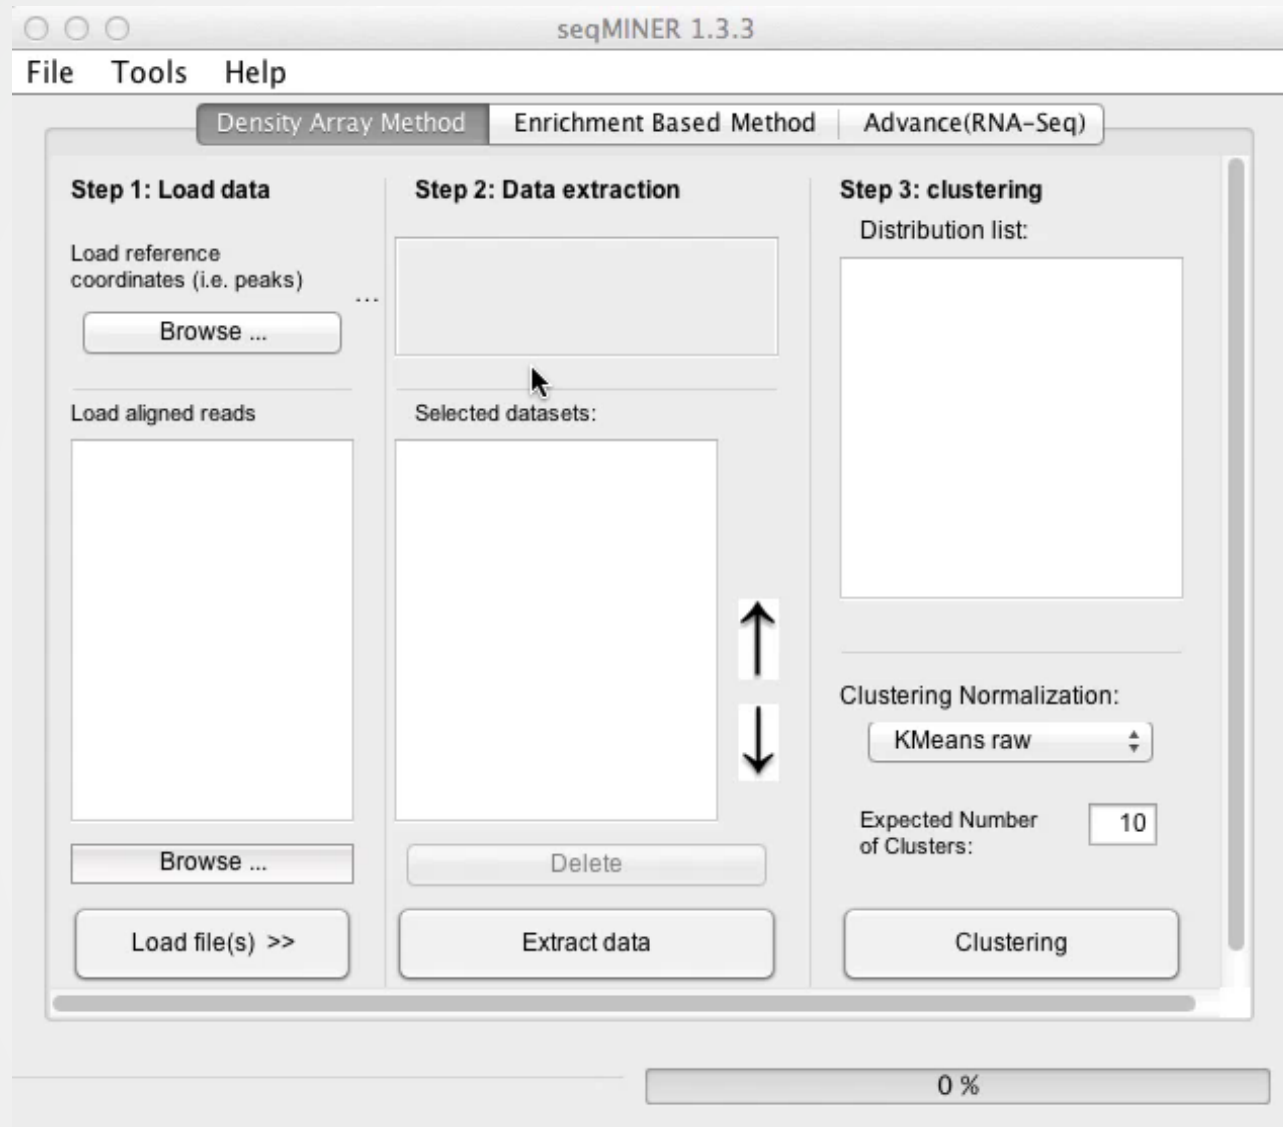 seqMINER 1.3.3
File Tools Help
Density Array Method Enrichment Based Method Advance(RNA-Seq)
Step 1: Load data
Load reference
coordinates (i.e. peaks)
...
Browse ...
Load aligned reads
Browse ...
Load file(s) >>
Step 2: Data extraction
Selected datasets:
Delete
Extract data
Step 3: clustering
Distribution list:
Clustering Normalization:
KMeans raw
Expected Number
of Clusters:
10
Clustering
0 %